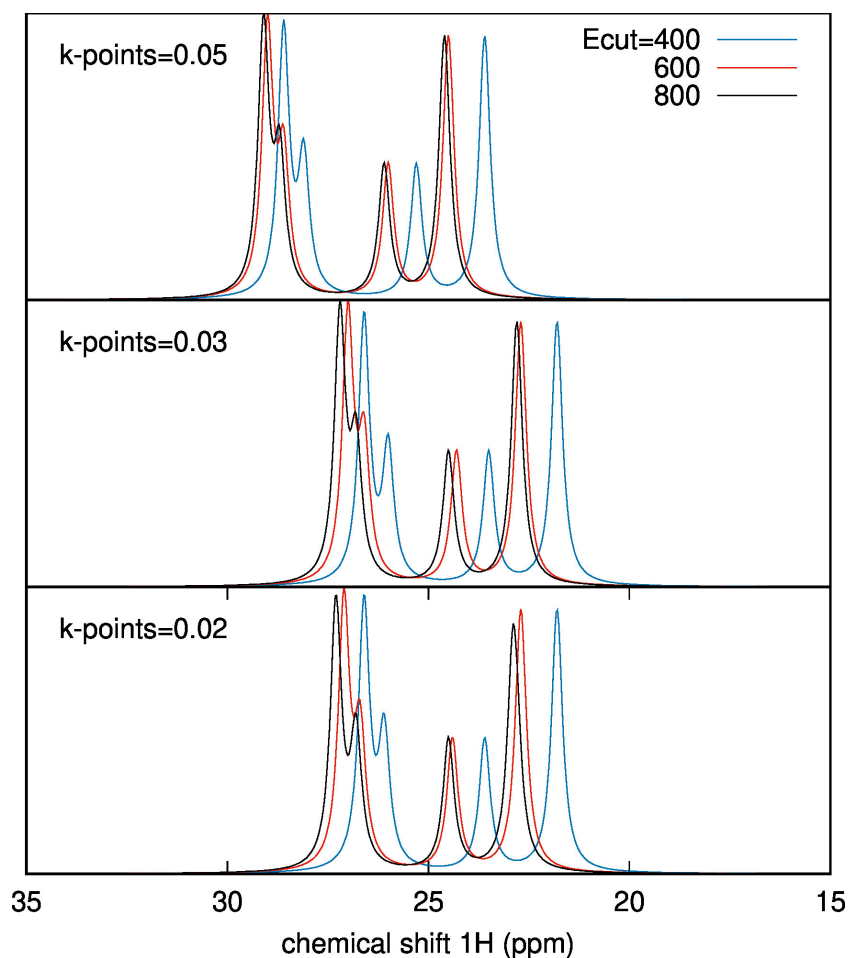 k-points=0.05
Ecut=400
600
800
k-points=0.03
k-points=0.02
35 30 25 20 15
chemical shift 1H (ppm)